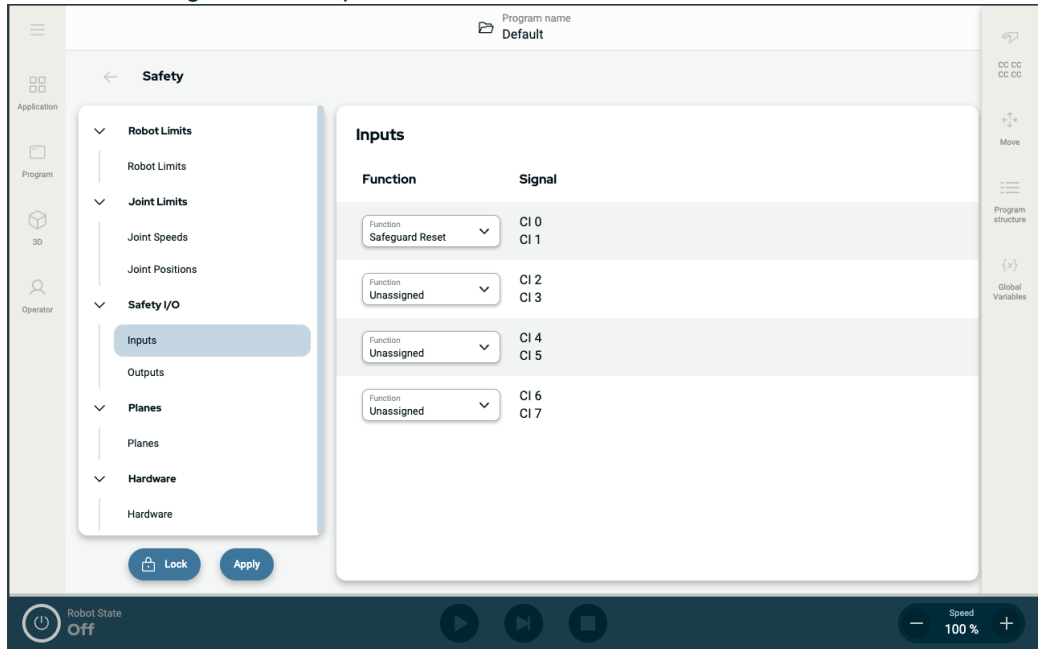 Program name
Default
CC CC
CC CC
Application
Program
3D
Operator
Safety
Robot Limits
Robot Limits
Joint Limits
Joint Speeds
Joint Positions
Safety I/O
Inputs
Outputs
Planes
Planes
Hardware
Hardware
Lock
Apply
Inputs
Function Signal
Function
Safeguard Reset
CI 0
CI 1
Function
Unassigned
CI 2
CI 3
Function
Unassigned
CI 4
CI 5
Function
Unassigned
CI 6
CI 7
Move
Program
structure
{x}
Global
Variables
Robot State
Off
Speed
100 %